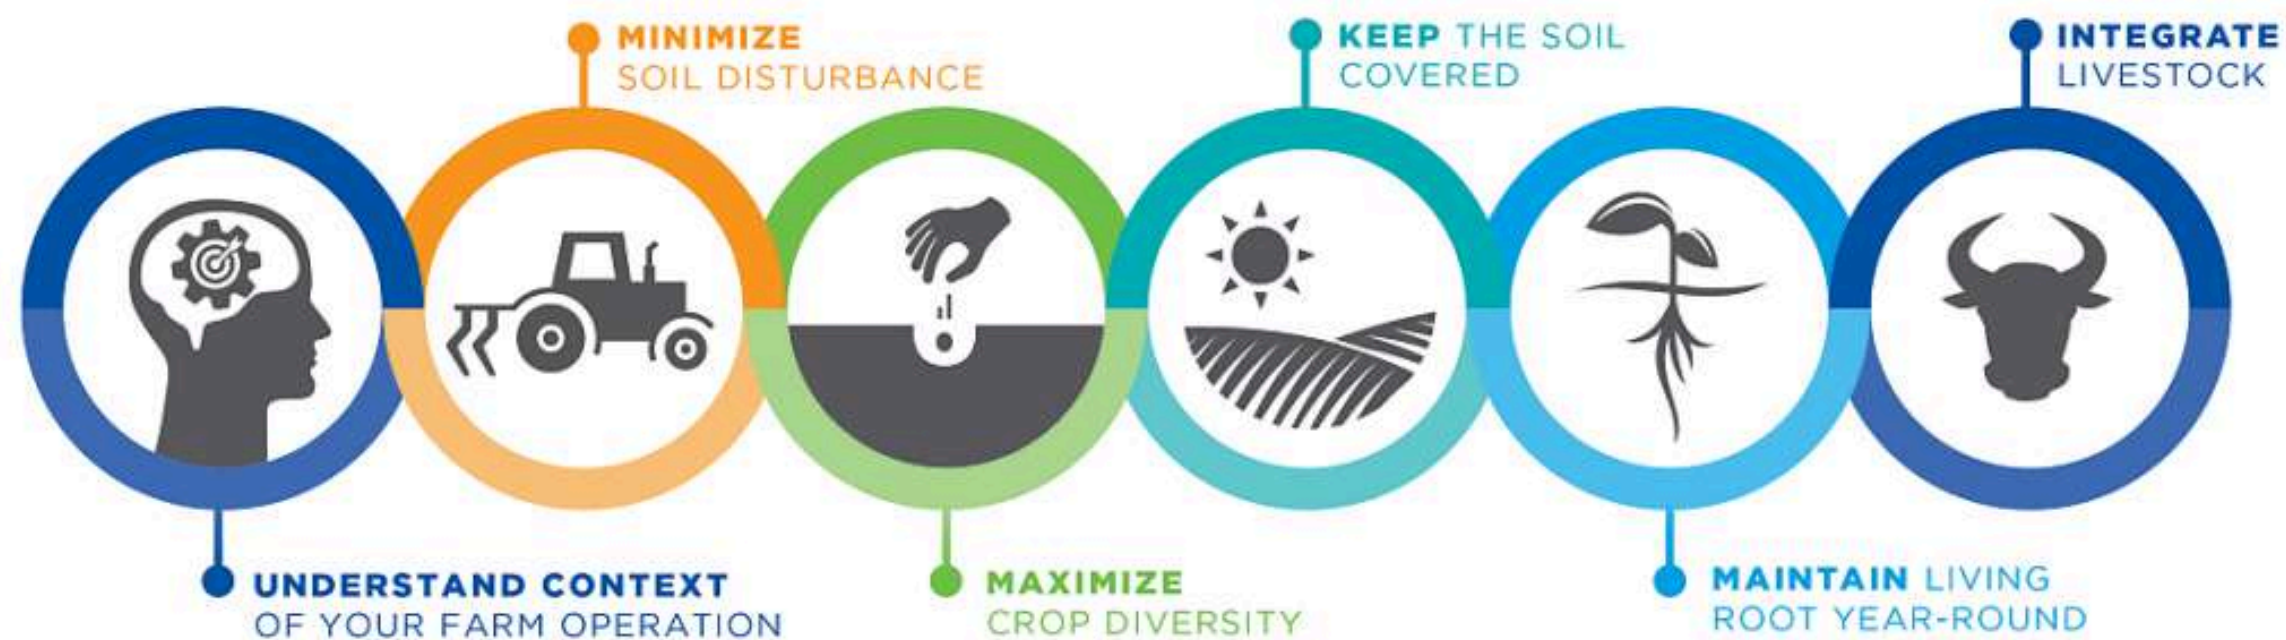 MINIMIZE
SOIL DISTURBANCE
KEEP THE SOIL
COVERED
INTEGRATE
LIVESTOCK
UNDERSTAND CONTEXT
OF YOUR FARM OPERATION
MAXIMIZE
CROP DIVERSITY
MAINTAIN LIVING
ROOT YEAR-ROUND